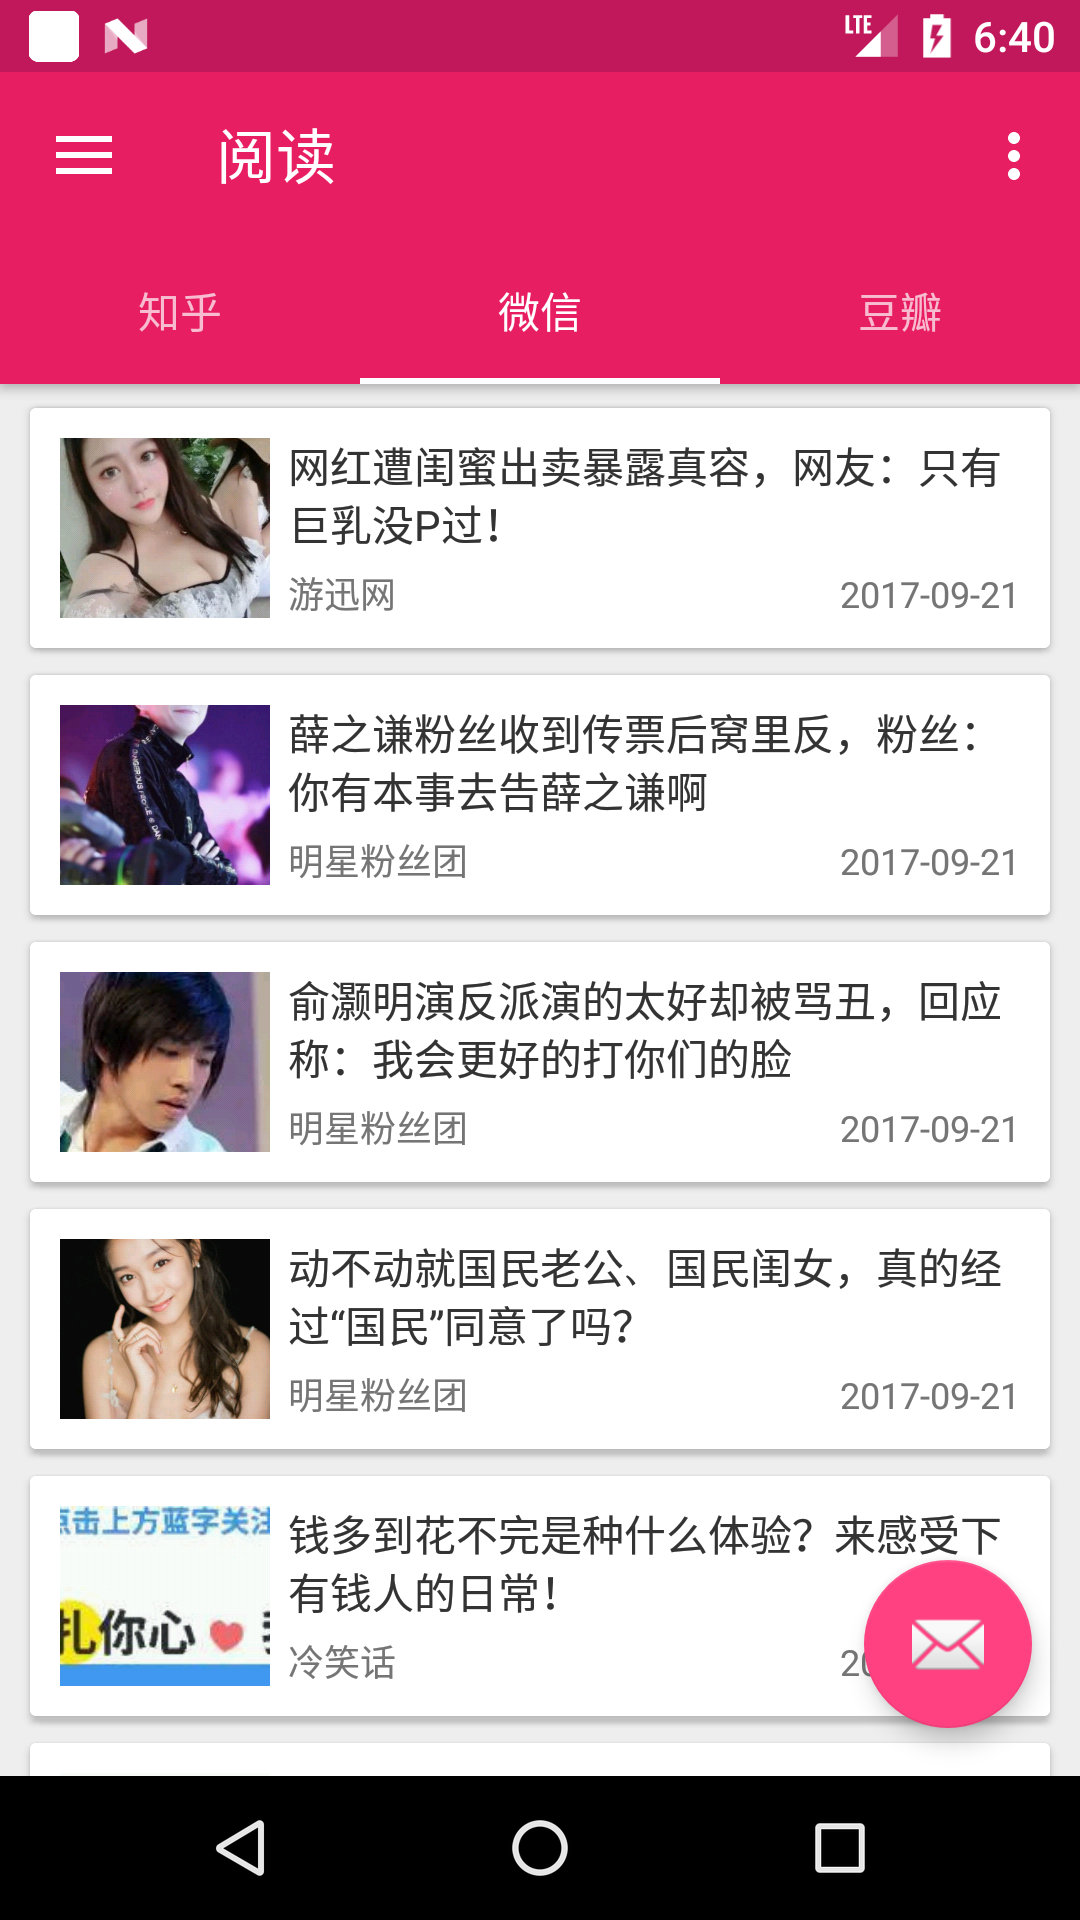 LTE 6:40
阅读
知乎 微信 豆瓣
网红遭闺蜜出卖暴露真容，网友：只有
巨乳没P过！
游迅网 2017-09-21
薛之谦粉丝收到传票后窝里反，粉丝：
你有本事去告薛之谦啊
明星粉丝团 2017-09-21
俞灏明演反派演的太好却被骂丑，回应
称：我会更好的打你们的脸
明星粉丝团 2017-09-21
动不动就国民老公、国民闺女，真的经
过“国民”同意了吗？
明星粉丝团 2017-09-21
点击上方蓝字关注
扎你心
钱多到花不完是种什么体验？来感受下
有钱人的日常！
冷笑话 20